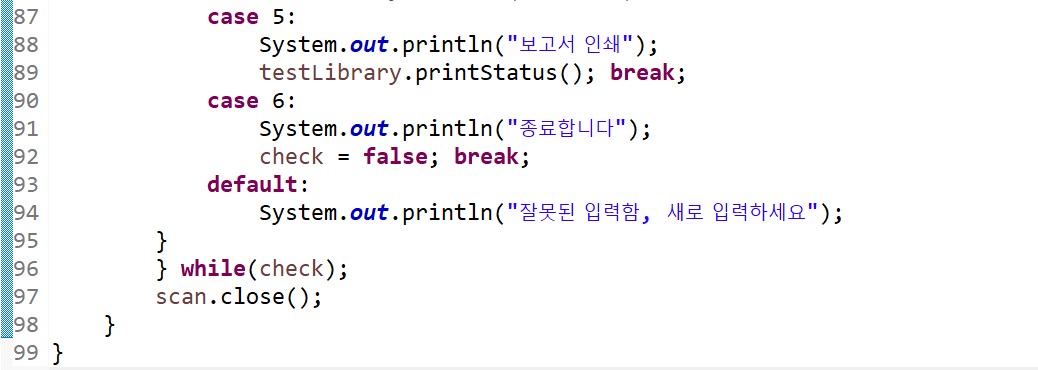 87 case 5:
88 System.out.println("보고서 인쇄");
89 testLibrary.printStatus(); break;
90 case 6:
91 System.out.println("종료합니다");
92 check = false; break;
93 default:
94 System.out.println("잘못된 입력함, 새로 입력하세요");
95 }
96 } while(check);
97 scan.close();
98 }
99 }